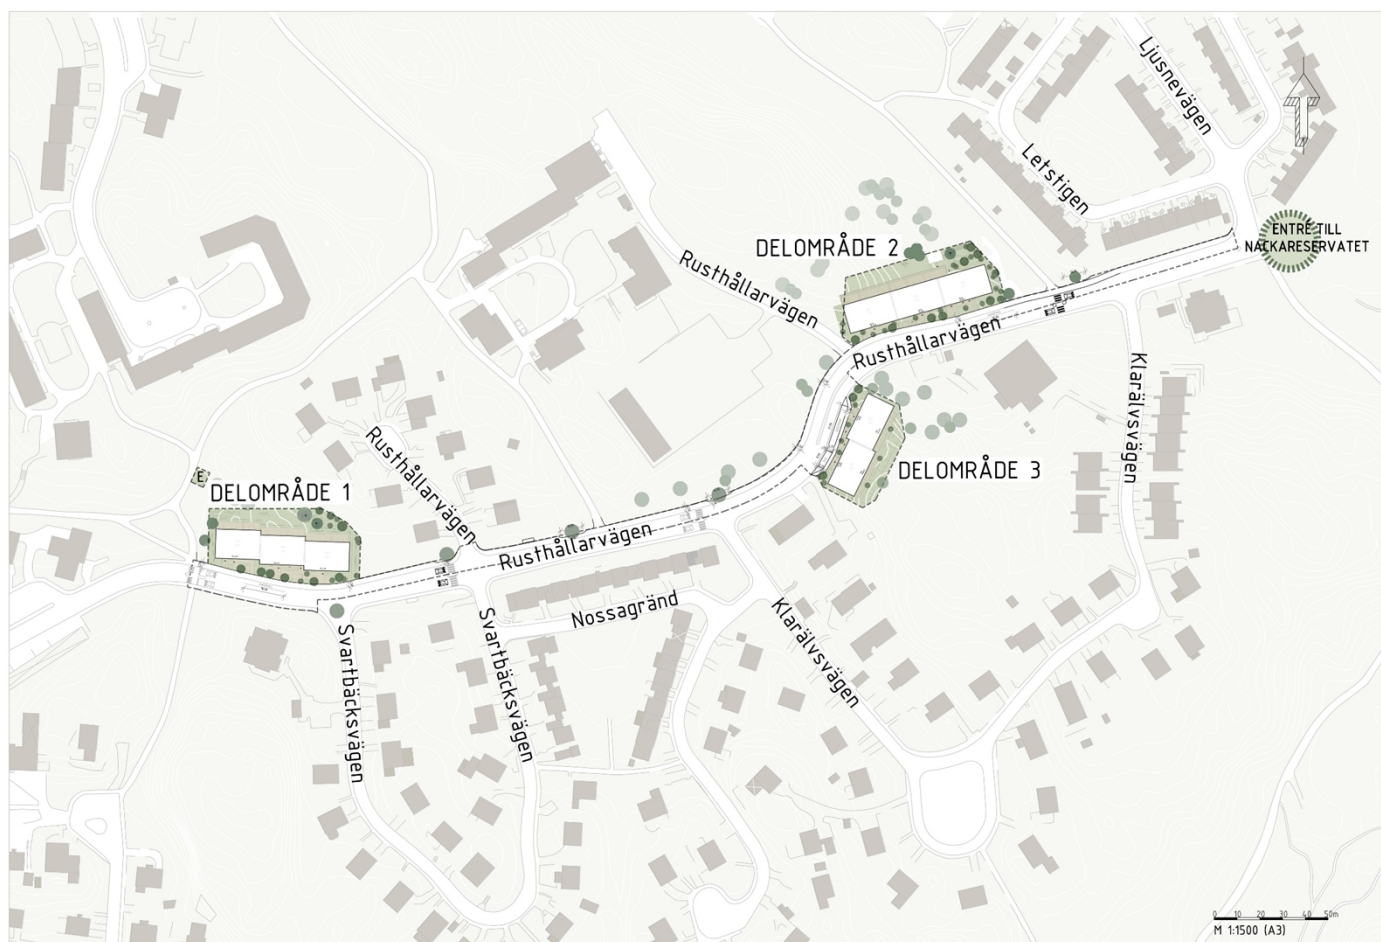 Ljusnevägen
Letstigen
ENTRÉ TILL
NACKARESERVATET
DELOMRÅDE 2
Rusthållarvägen
Rusthållarvägen
Klarälvsvägen
Rusthållarvägen
DELOMRÅDE 3
E
DELOMRÅDE 1
Rusthållarvägen
Nossagränd
Svartbäcksvägen
Svartbäcksvägen
Klarälvsvägen
0 10 20 30 40 50m
M 1:1500 (A3)